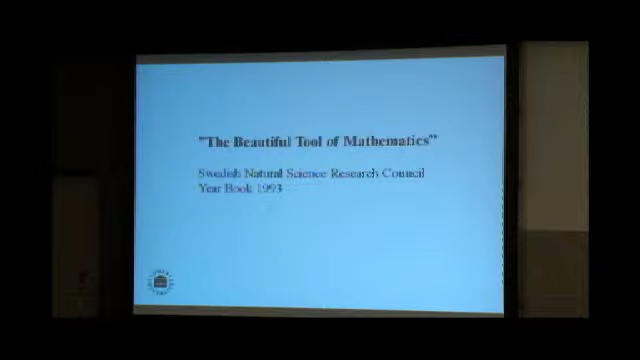 "The Beautiful Tool of Mathematics"
Swedish Natural Science Research Council
Year Book 1993